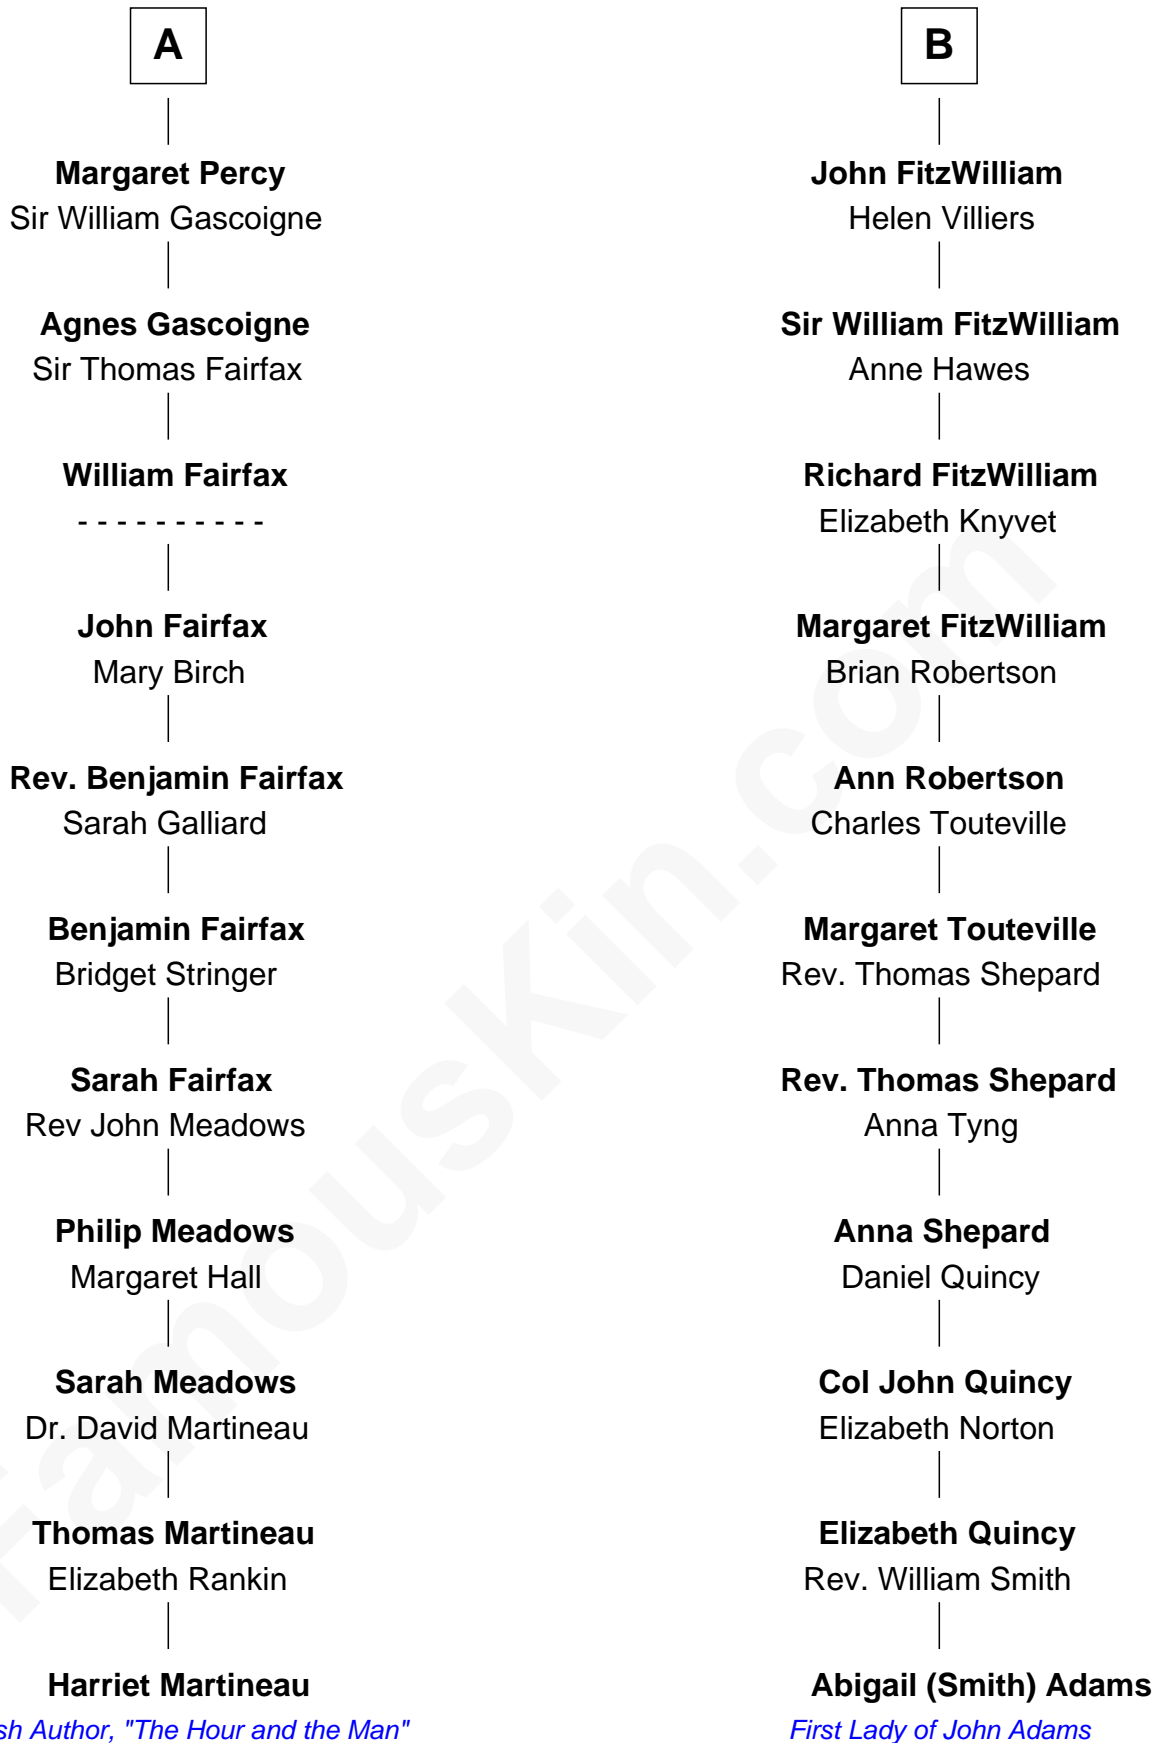 A
Margaret Percy
Sir William Gascoigne
Agnes Gascoigne
Sir Thomas Fairfax
William Fairfax
- - - - - - - - - -
John Fairfax
Mary Birch
Rev. Benjamin Fairfax
Sarah Galliard
Benjamin Fairfax
Bridget Stringer
Sarah Fairfax
Rev John Meadows
Philip Meadows
Margaret Hall
Sarah Meadows
Dr. David Martineau
Thomas Martineau
Elizabeth Rankin
Harriet Martineau
sh Author, "The Hour and the Man"
B
John FitzWilliam
Helen Villiers
Sir William FitzWilliam
Anne Hawes
Richard FitzWilliam
Elizabeth Knyvet
Margaret FitzWilliam
Brian Robertson
Ann Robertson
Charles Touteville
Margaret Touteville
Rev. Thomas Shepard
Rev. Thomas Shepard
Anna Tyng
Anna Shepard
Daniel Quincy
Col John Quincy
Elizabeth Norton
Elizabeth Quincy
Rev. William Smith
Abigail (Smith) Adams
First Lady of John Adams
FamousKin.com